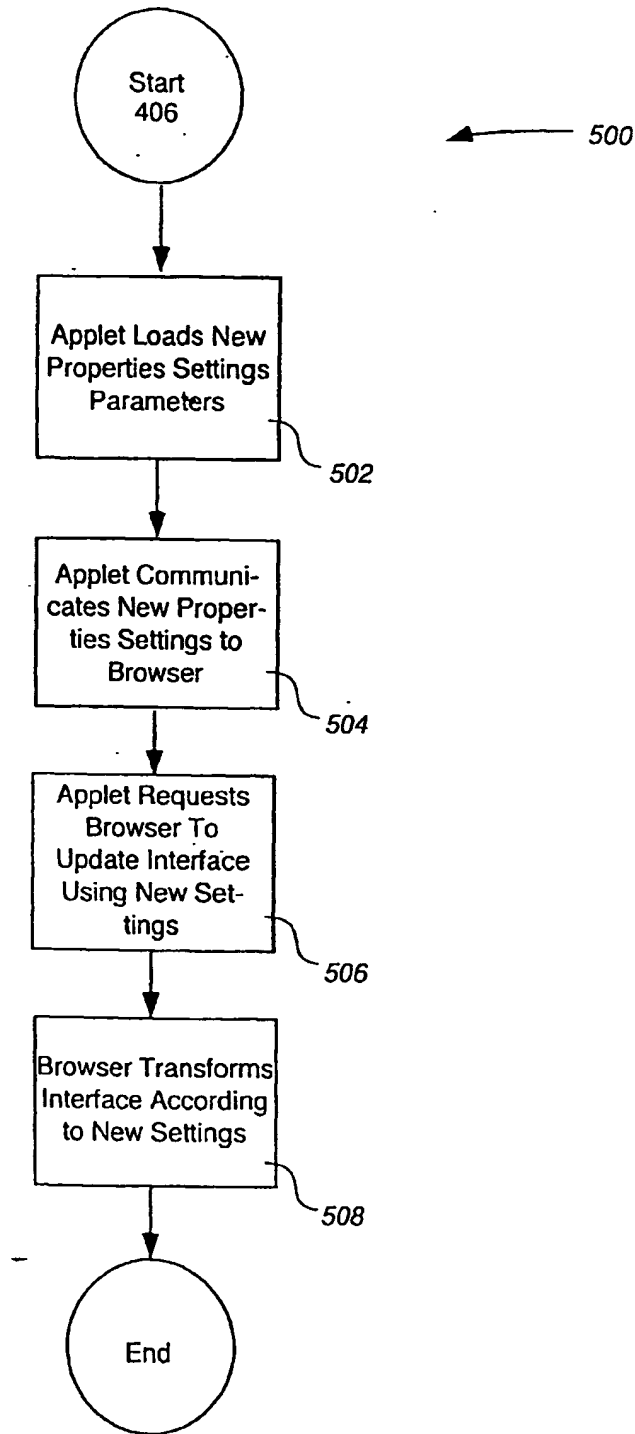 Start
406
500
Applet Loads New
Properties Settings
Parameters
502
Applet Communi-
cates New Proper-
ties Settings to
Browser
504
Applet Requests
Browser To
Update Interface
Using New Set-
tings
506
Browser Transforms
Interface According
to New Settings
508
End